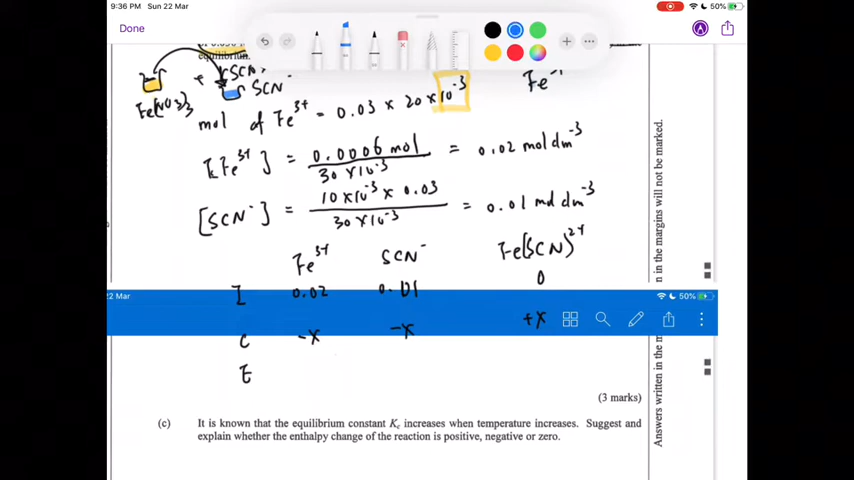 9:36 PM Sun 22 Mar
50%
Done
equilibrium.
+ KSCN
SCN⁻
Fe³⁺
Fe(NO₃)₃
mol of Fe³⁺ = 0.03 × 20 × 10⁻³
[Fe³⁺] = 0.0006 mol / 30 × 10⁻³ = 0.02 mol dm⁻³
[SCN⁻] = 10 × 10⁻³ × 0.03 / 30 × 10⁻³ = 0.01 mol dm⁻³
Fe³⁺ SCN⁻ Fe(SCN)²⁺
I 0.02 0.01 0
22 Mar
50%
C -x -x +x
E
(3 marks)
(c) It is known that the equilibrium constant Kc increases when temperature increases. Suggest and
explain whether the enthalpy change of the reaction is positive, negative or zero.
n in the margins will not be marked.
Answers written in the m